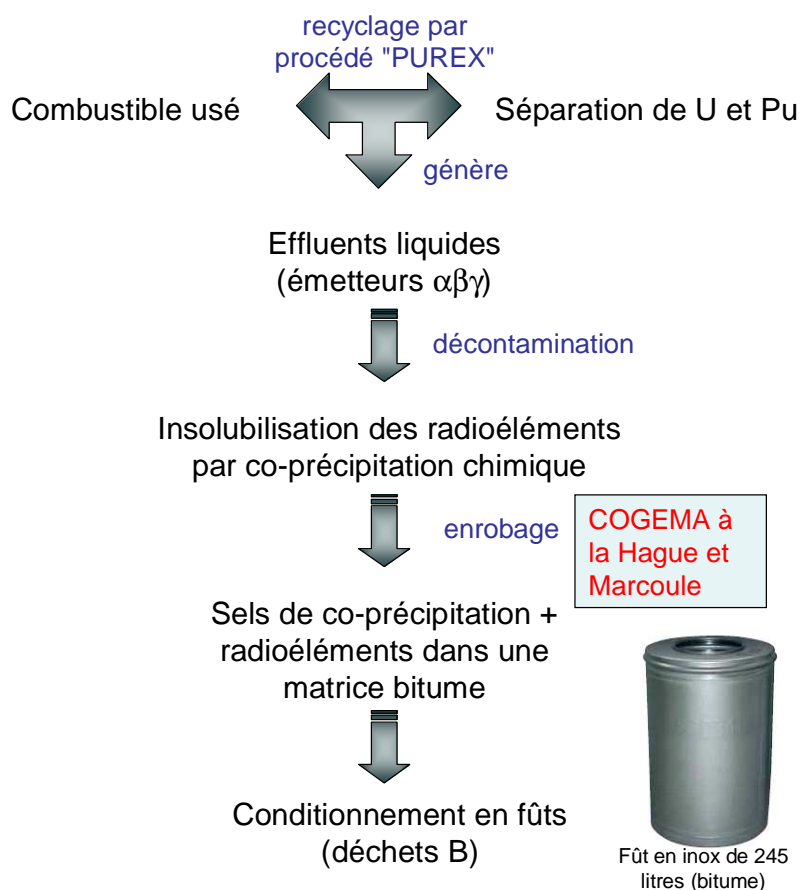 recyclage par
procédé "PUREX"
Combustible usé
Séparation de U et Pu
génère
Effluents liquides
(émetteurs αβγ)
décontamination
Insolubilisation des radioéléments
par co-précipitation chimique
enrobage
COGEMA à
la Hague et
Marcoule
Sels de co-précipitation +
radioéléments dans une
matrice bitume
Conditionnement en fûts
(déchets B)
Fût en inox de 245
litres (bitume)